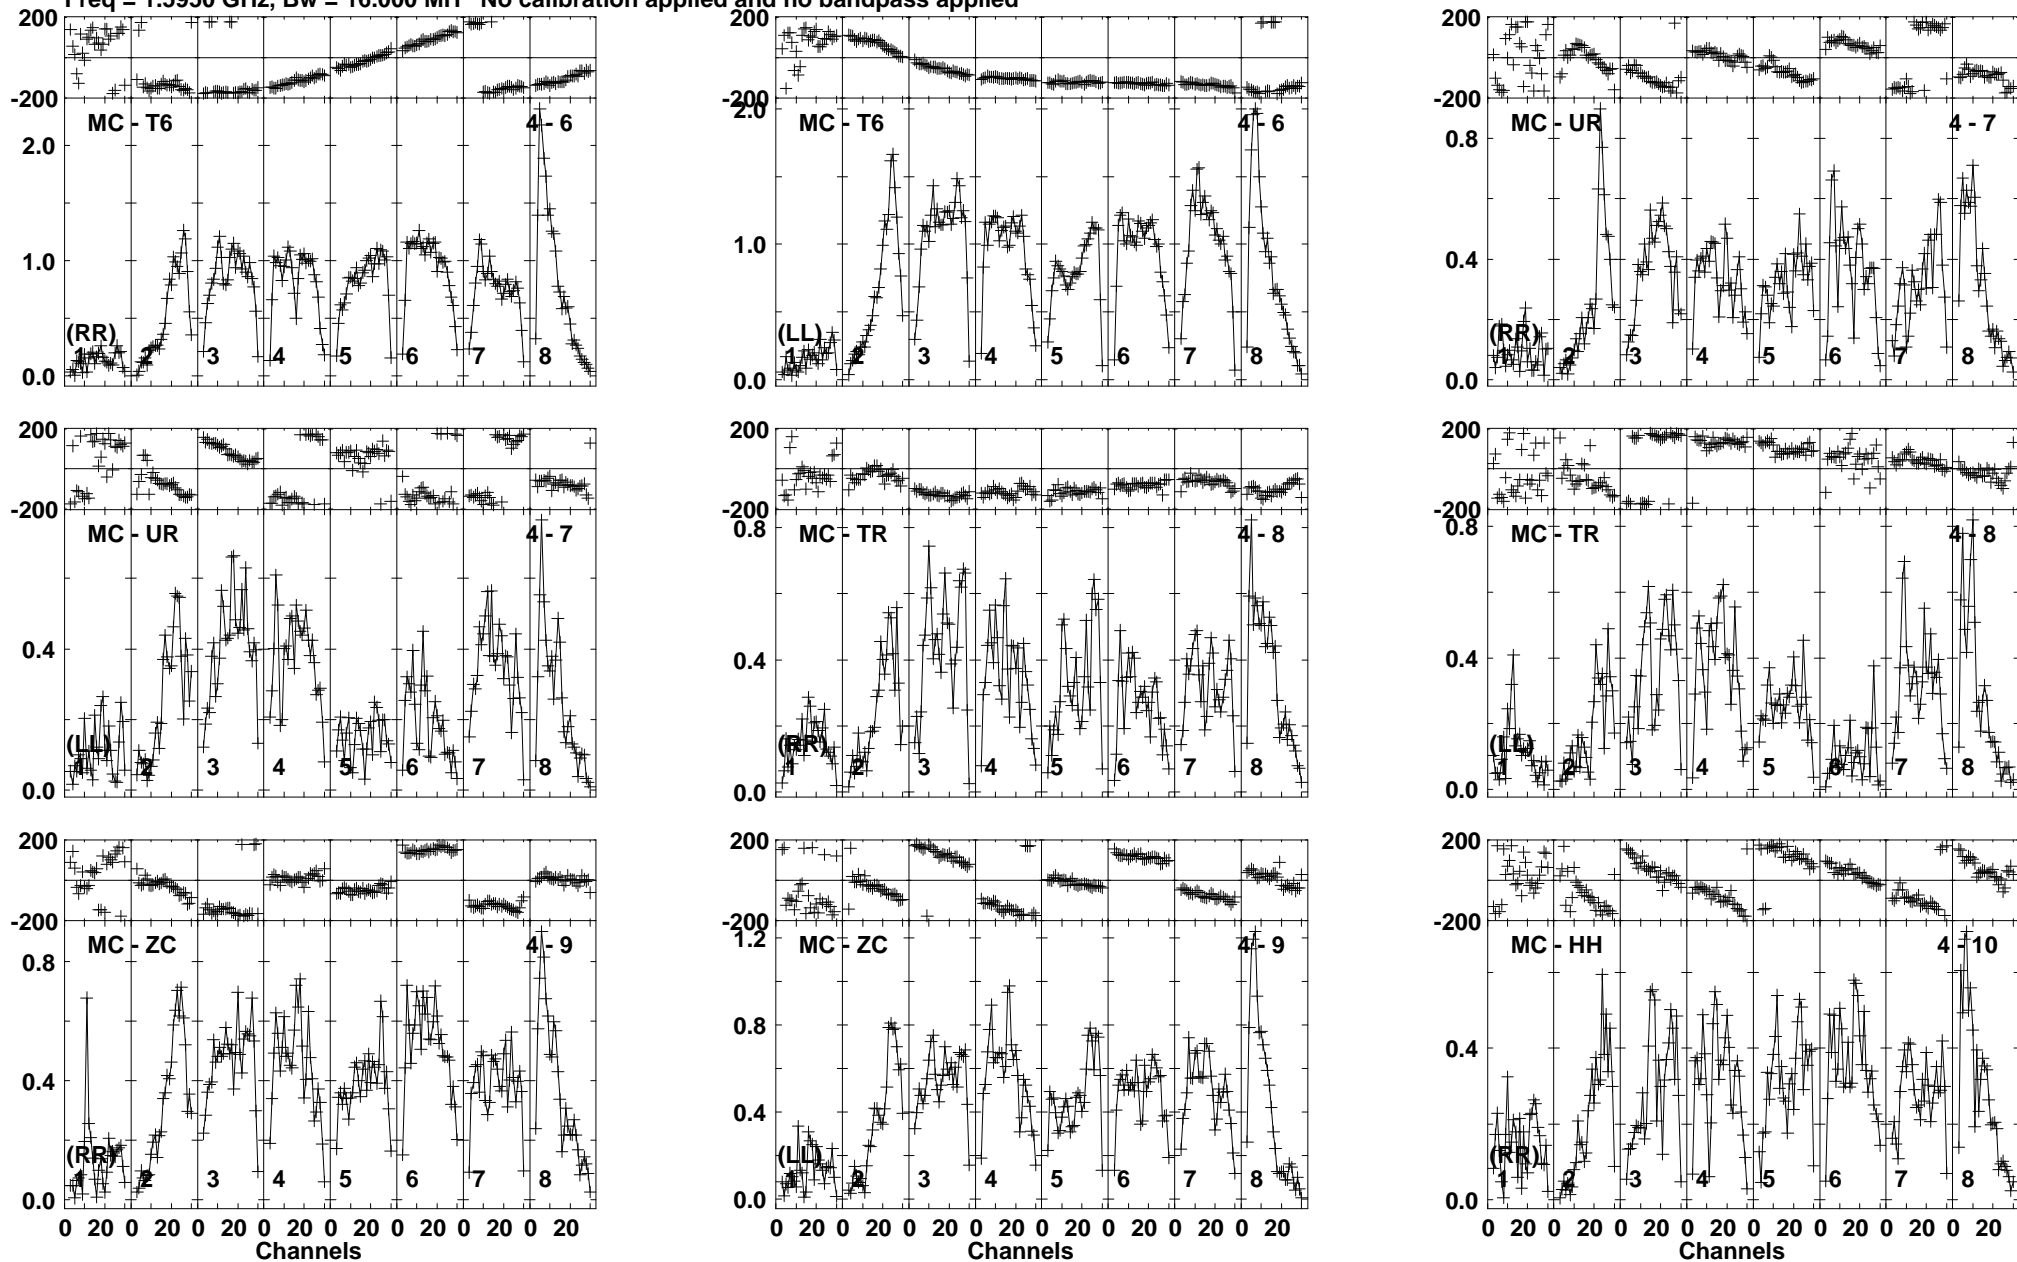 Freq = 1.5950 GHz, Bw = 16.000 MH No calibration applied and no bandpass applied
200
-200
MC - T6 4 - 6
2.0
1.0
0.0
(RR)
1 2 3 4 5 6 7 8
200
-200
MC - T6 4 - 6
2.0
1.0
0.0
(LL)
1 2 3 4 5 6 7 8
200
-200
MC - UR 4 - 7
0.8
0.4
0.0
(RR)
1 2 3 4 5 6 7 8
200
-200
MC - UR 4 - 7
0.4
0.0
(LL)
1 2 3 4 5 6 7 8
200
-200
MC - TR 4 - 8
0.8
0.4
0.0
(RR)
1 2 3 4 5 6 7 8
200
-200
MC - TR 4 - 8
0.8
0.4
0.0
(LL)
1 2 3 4 5 6 7 8
200
-200
MC - ZC 4 - 9
0.8
0.4
0.0
(RR)
1 2 3 4 5 6 7 8
0 20 0 20 0 20 0 20 0 20 0 20 0 20 0 20
Channels
200
-200
MC - ZC 4 - 9
1.2
0.8
0.4
0.0
(LL)
1 2 3 4 5 6 7 8
0 20 0 20 0 20 0 20 0 20 0 20 0 20 0 20
Channels
200
-200
MC - HH 4 - 10
0.4
0.0
(RR)
1 2 3 4 5 6 7 8
0 20 0 20 0 20 0 20 0 20 0 20 0 20 0 20
Channels